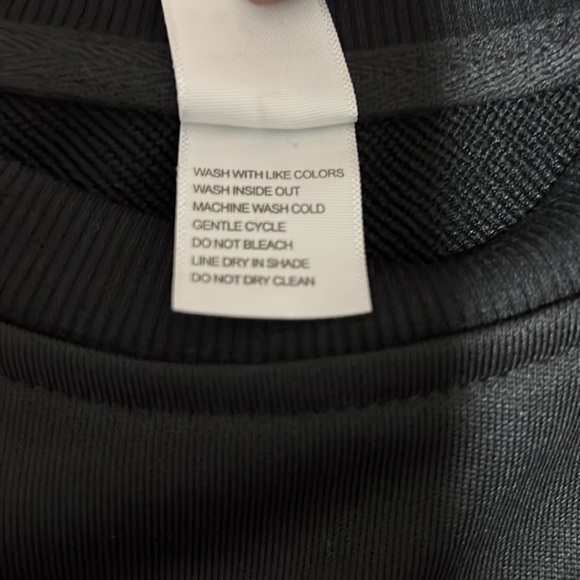 WASH WITH LIKE COLORS
WASH INSIDE OUT
MACHINE WASH COLD
GENTLE CYCLE
DO NOT BLEACH
LINE DRY IN SHADE
DO NOT DRY CLEAN